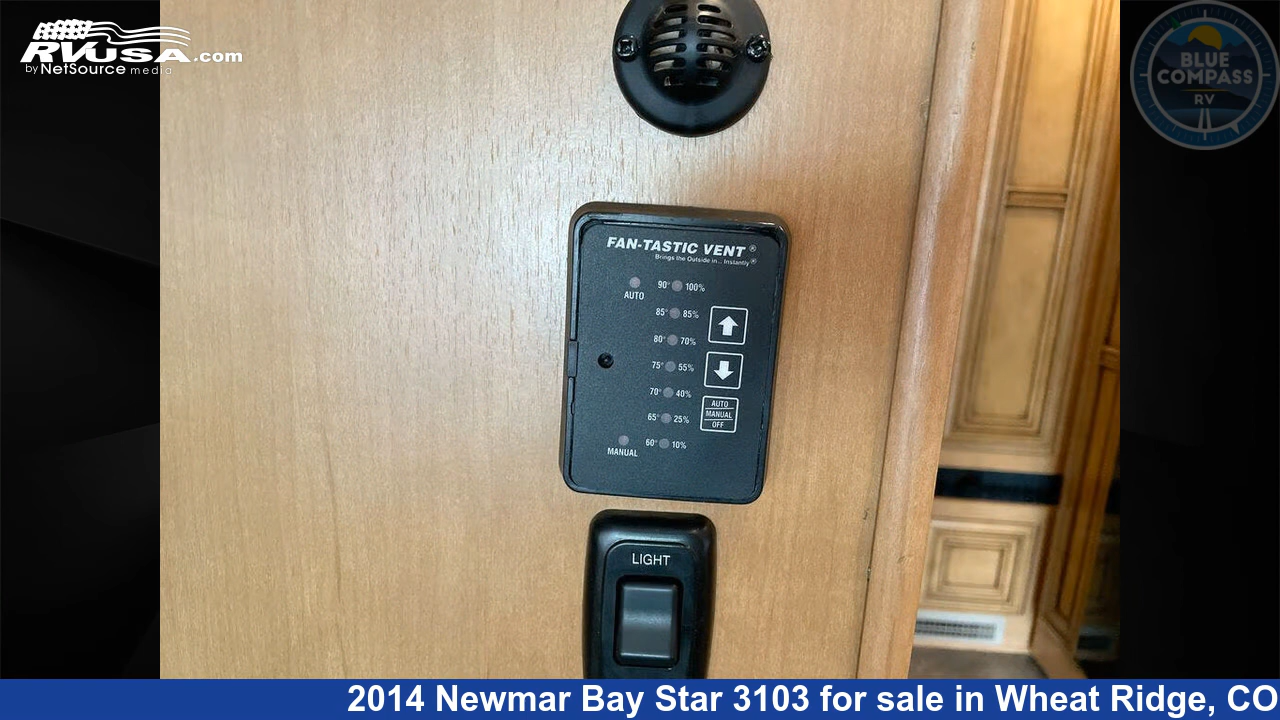 RVUSA.com
by NetSource media
BLUE
COMPASS
RV
FAN-TASTIC VENT®
Brings the Outside in... Instantly®
AUTO
90° 100%
85° 85%
80° 70%
75° 55%
70° 40%
65° 25%
60° 10%
MANUAL
AUTO
MANUAL
OFF
LIGHT
2014 Newmar Bay Star 3103 for sale in Wheat Ridge, CO